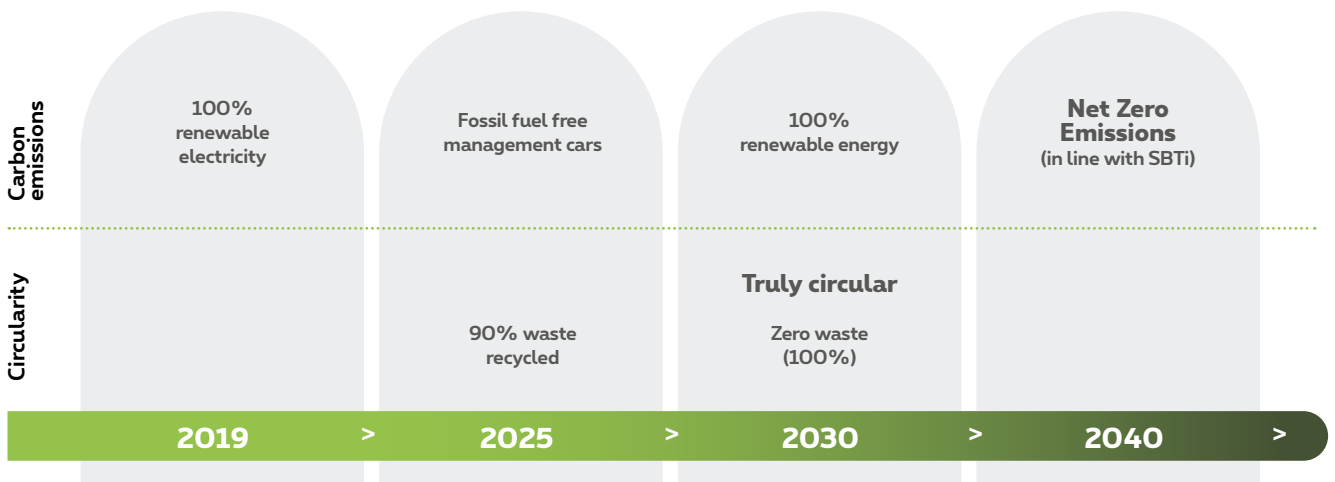 Carbon
emissions
100%
renewable
electricity
Fossil fuel free
management cars
100%
renewable energy
Net Zero
Emissions
(in line with SBTi)
Circularity
90% waste
recycled
Truly circular
Zero waste
(100%)
2019 > 2025 > 2030 > 2040 >